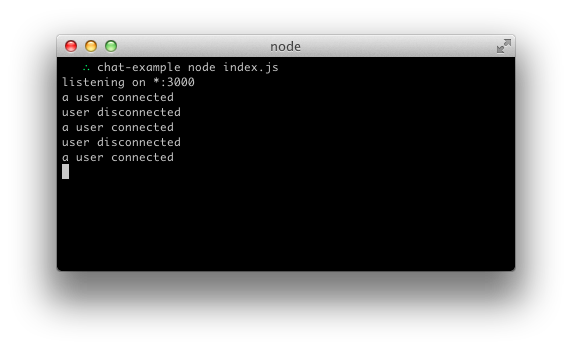 node
∴ chat-example node index.js
listening on *:3000
a user connected
user disconnected
a user connected
user disconnected
a user connected